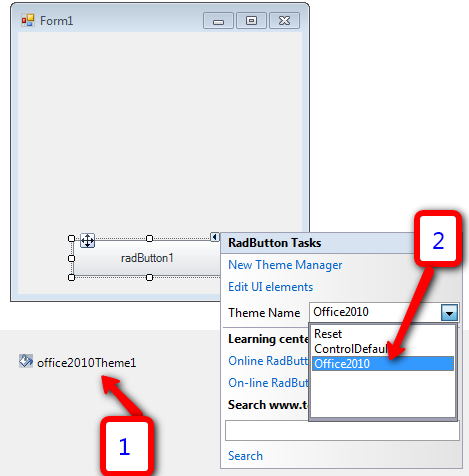 Form1
radButton1
RadButton Tasks
2
New Theme Manager
Edit UI elements
Theme Name Office2010
Reset
Learning cente
office2010Theme1
Online RadButt
Office2010
On-line RadBut
Search www.t
1
Search